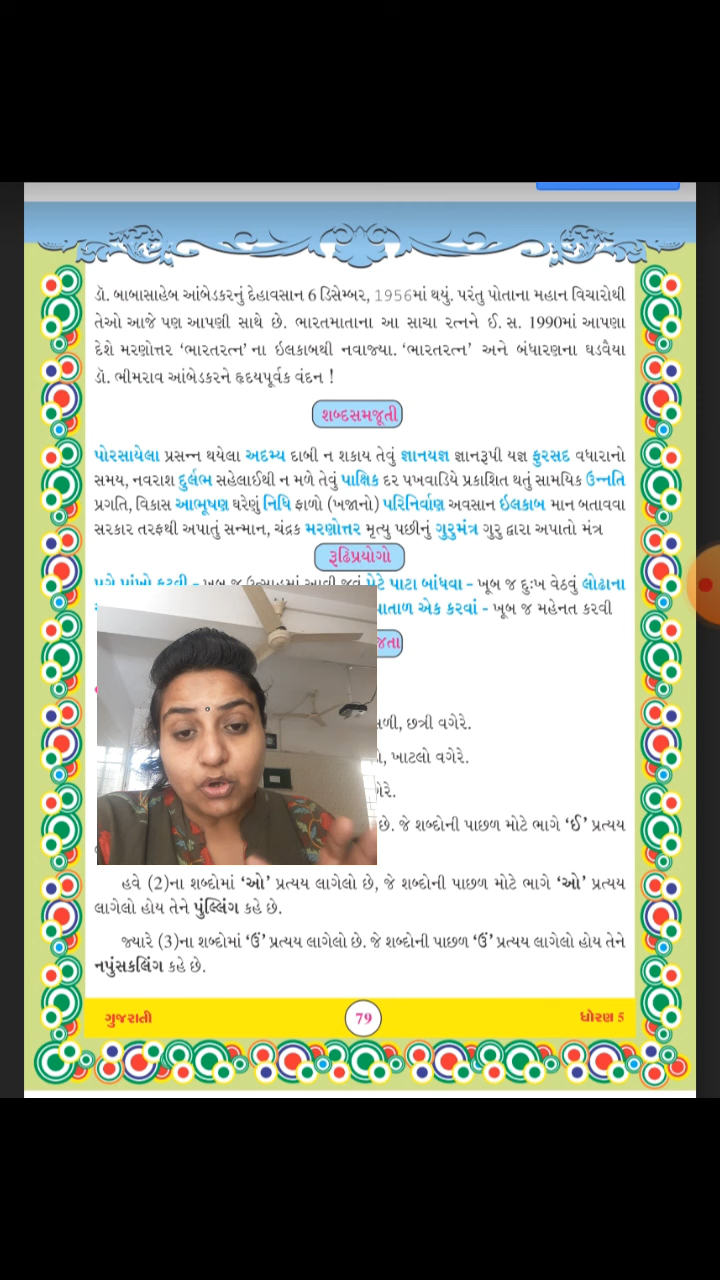 ડૉ. બાબાસાહેબ આંબેડકરનું દેહાવસાન 6 ડિસેમ્બર, 1956માં થયું. પરંતુ પોતાના મહાન વિચારોથી
તેઓ આજે પણ આપણી સાથે છે. ભારતમાતાના આ સાચા રત્નને ઈ. સ. 1990માં આપણા
દેશે મરણોત્તર ‘ભારતરત્ન’ ના ઇલકાબથી નવાજ્યા. ‘ભારતરત્ન’ અને બંધારણના ઘડવૈયા
ડૉ. ભીમરાવ આંબેડકરને હૃદયપૂર્વક વંદન !
શબ્દસમજૂતી
પોરસાયેલા પ્રસન્ન થયેલા અદમ્ય દાબી ન શકાય તેવું જ્ઞાનયજ્ઞ જ્ઞાનરૂપી યજ્ઞ ફુરસદ વધારાનો
સમય, નવરાશ દુર્લભ સહેલાઈથી ન મળે તેવું પાક્ષિક દર પખવાડિયે પ્રકાશિત થતું સામયિક ઉન્નતિ
પ્રગતિ, વિકાસ આભૂષણ ઘરેણું નિધિ ફાળો (ખજાનો) પરિનિર્વાણ અવસાન ઇલકાબ માન બતાવવા
સરકાર તરફથી અપાતું સન્માન, ચંદ્રક મરણોત્તર મૃત્યુ પછીનું ગુરુમંત્ર ગુરુ દ્વારા અપાતો મંત્ર
રૂઢિપ્રયોગો
પગે પાંખો ફૂટવી - ખૂબ જ ઉત્સાહમાં આવી જવું પેટે પાટા બાંધવા - ખૂબ જ દુઃખ વેઠવું લોઢાના
પાતાળ એક કરવાં - ખૂબ જ મહેનત કરવી
છત્રી વગેરે.
ખાટલો વગેરે.
છે. જે શબ્દોની પાછળ મોટે ભાગે ‘ઈ’ પ્રત્યય
હવે (2)ના શબ્દોમાં ‘ઓ’ પ્રત્યય લાગેલો છે, જે શબ્દોની પાછળ મોટે ભાગે ‘ઓ’ પ્રત્યય
લાગેલો હોય તેને પુંલ્લિંગ કહે છે.
જ્યારે (3)ના શબ્દોમાં ‘ઉં’ પ્રત્યય લાગેલો છે. જે શબ્દોની પાછળ ‘ઉં’ પ્રત્યય લાગેલો હોય તેને
નપુંસકલિંગ કહે છે.
ગુજરાતી 79 ધોરણ 5